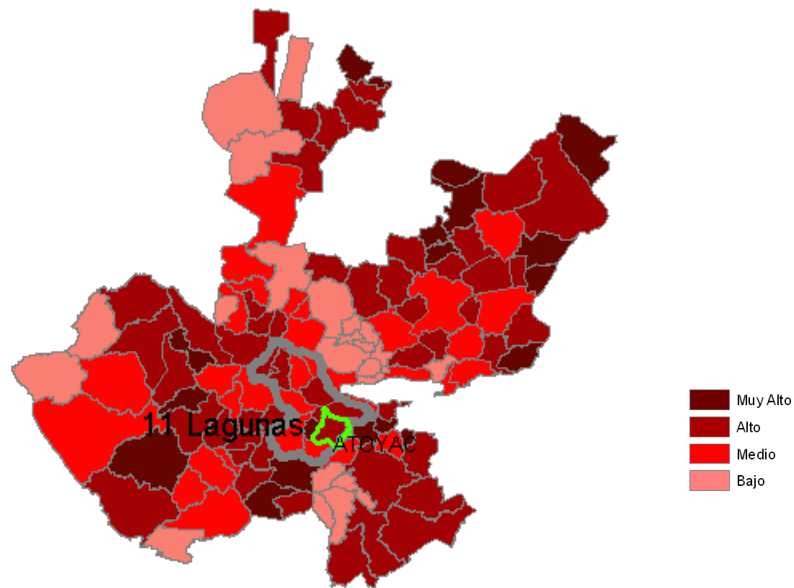 11 Lagunas
ATOYAC
Muy Alto
Alto
Medio
Bajo